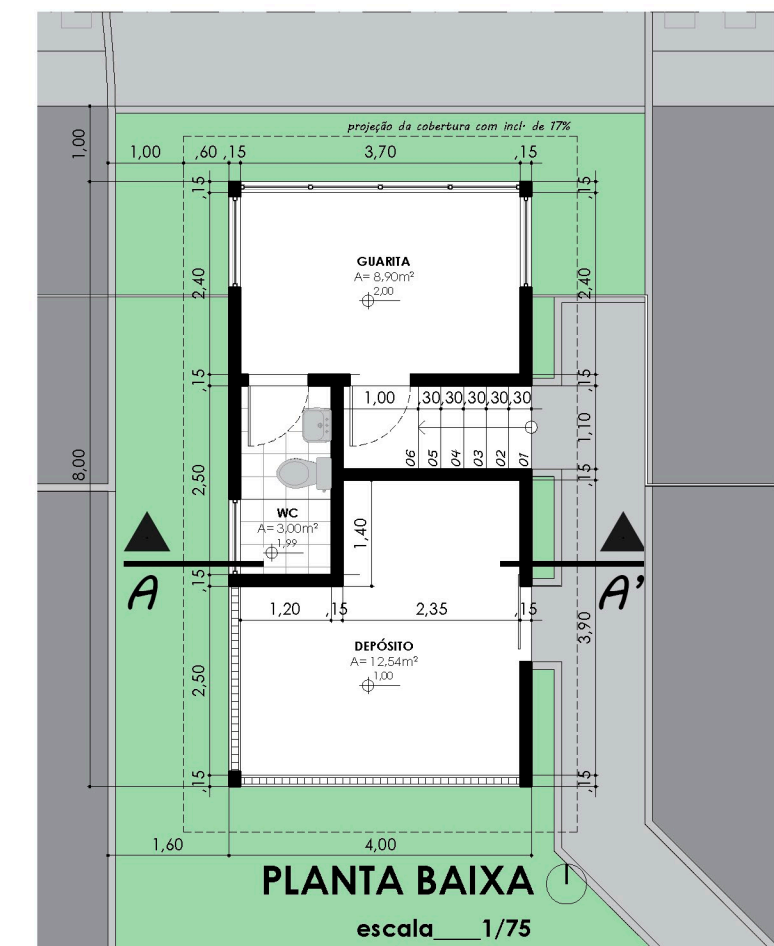 projeção da cobertura com incl. de 17%
1,00
1,00
,60 ,15 3,70 ,15
,15
,15
GUARITA
A= 8,90m²
2,00
2,40
2,40
,15
,15
1,00 ,30 ,30 ,30 ,30 ,30
1,10
06 05 04 03 02 01
8,00
2,50
,15
WC
A= 3,00m²
1,99
1,40
A
A'
,15
1,20 ,15 2,35 ,15
3,90
DEPÓSITO
A= 12,54m²
1,00
2,50
,15
,15
1,60 4,00
PLANTA BAIXA
escala____1/75